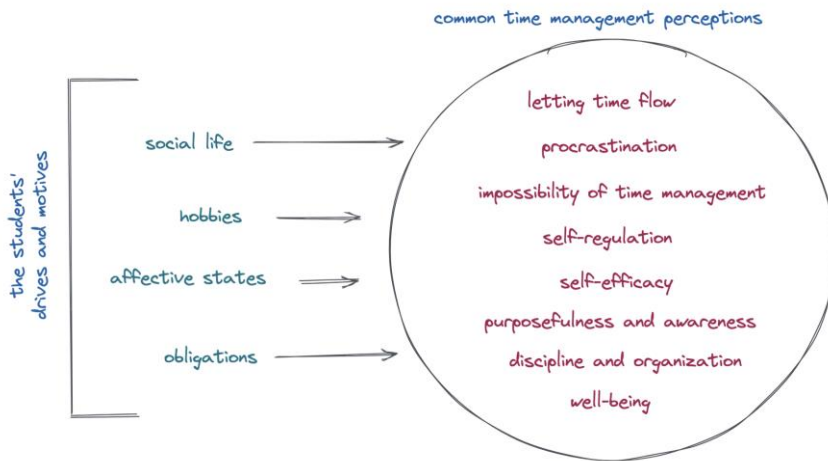 common time management perceptions
the students'
drives and motives
social life
hobbies
affective states
obligations
letting time flow
procrastination
impossibility of time management
self-regulation
self-efficacy
purposefulness and awareness
discipline and organization
well-being